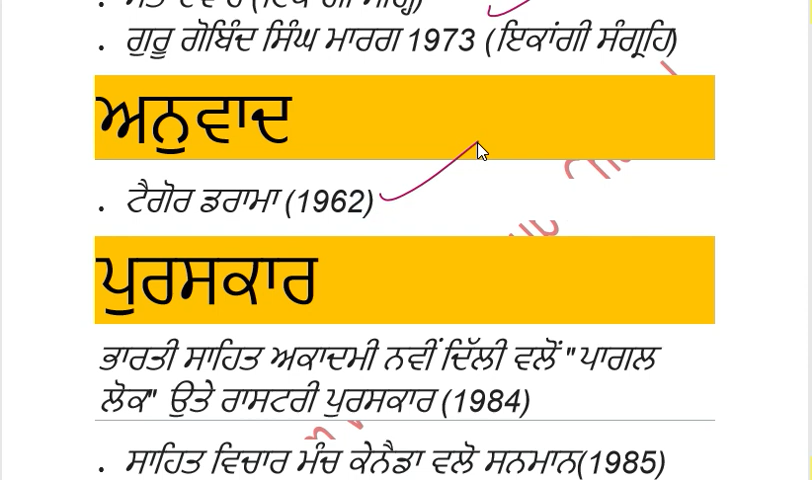 . ਗੁਰੂ ਗੋਬਿੰਦ ਸਿੰਘ ਮਾਰਗ 1973 (ਇਕਾਂਗੀ ਸੰਗ੍ਰਹਿ)
ਅਨੁਵਾਦ
. ਟੈਗੋਰ ਡਰਾਮਾ (1962)
ਪੁਰਸਕਾਰ
ਭਾਰਤੀ ਸਾਹਿਤ ਅਕਾਦਮੀ ਨਵੀਂ ਦਿੱਲੀ ਵਲੋਂ "ਪਾਗਲ
ਲੋਕ" ਉਤੇ ਰਾਸਟਰੀ ਪੁਰਸਕਾਰ (1984)
. ਸਾਹਿਤ ਵਿਚਾਰ ਮੰਚ ਕੇਨੈਡਾ ਵਲੋ ਸਨਮਾਨ(1985)